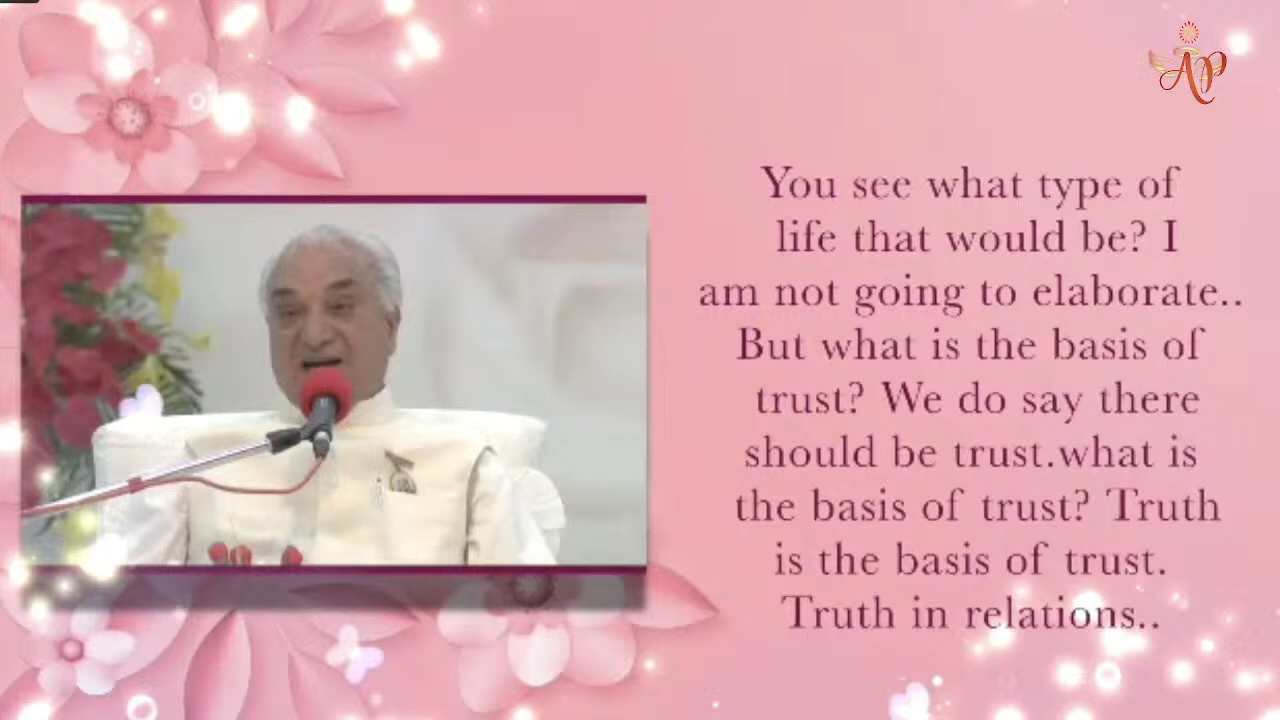 AP
You see what type of
life that would be? I
am not going to elaborate..
But what is the basis of
trust? We do say there
should be trust.what is
the basis of trust? Truth
is the basis of trust.
Truth in relations..